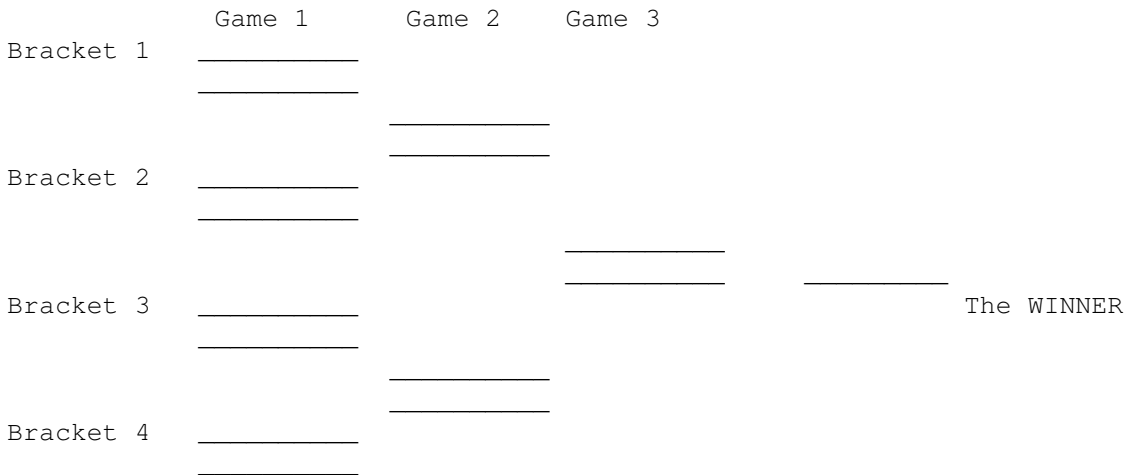 Game 1 Game 2 Game 3
Bracket 1
Bracket 2
Bracket 3 The WINNER
Bracket 4